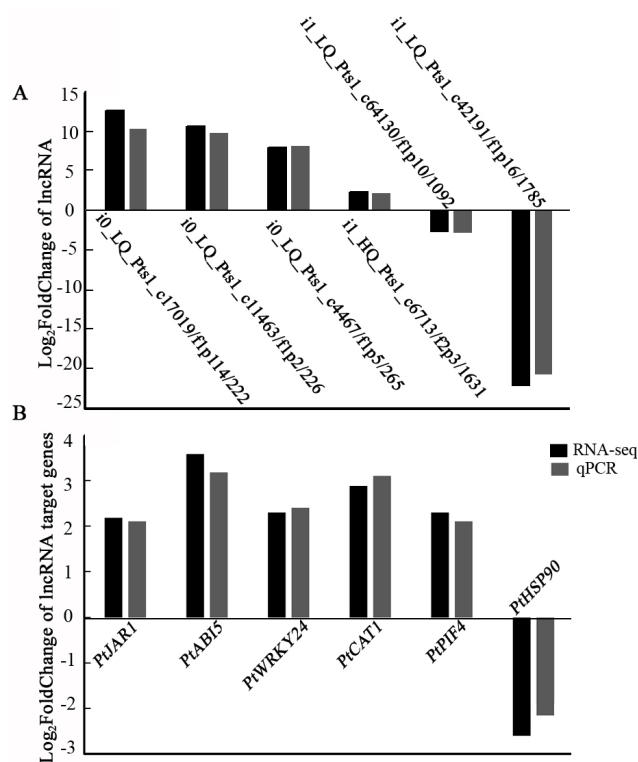 A
Log₂FoldChange of lncRNA
15
10
5
0
-5
-10
-15
-20
-25
i0_LQ_Pts1_c17019/f1p114/222
i0_LQ_Pts1_c11463/f1p2/226
i0_LQ_Pts1_c4467/f1p5/265
i1_HQ_Pts1_c6713/f2p3/1631
i1_LQ_Pts1_c64130/f1p10/1092
i1_LQ_Pts1_c42191/f1p16/1785
B
Log₂FoldChange of lncRNA target genes
4
3
2
1
0
-1
-2
-3
PtJAR1
PtABI5
PtWRKY24
PtCAT1
PtPIF4
PtHSP90
RNA-seq
qPCR